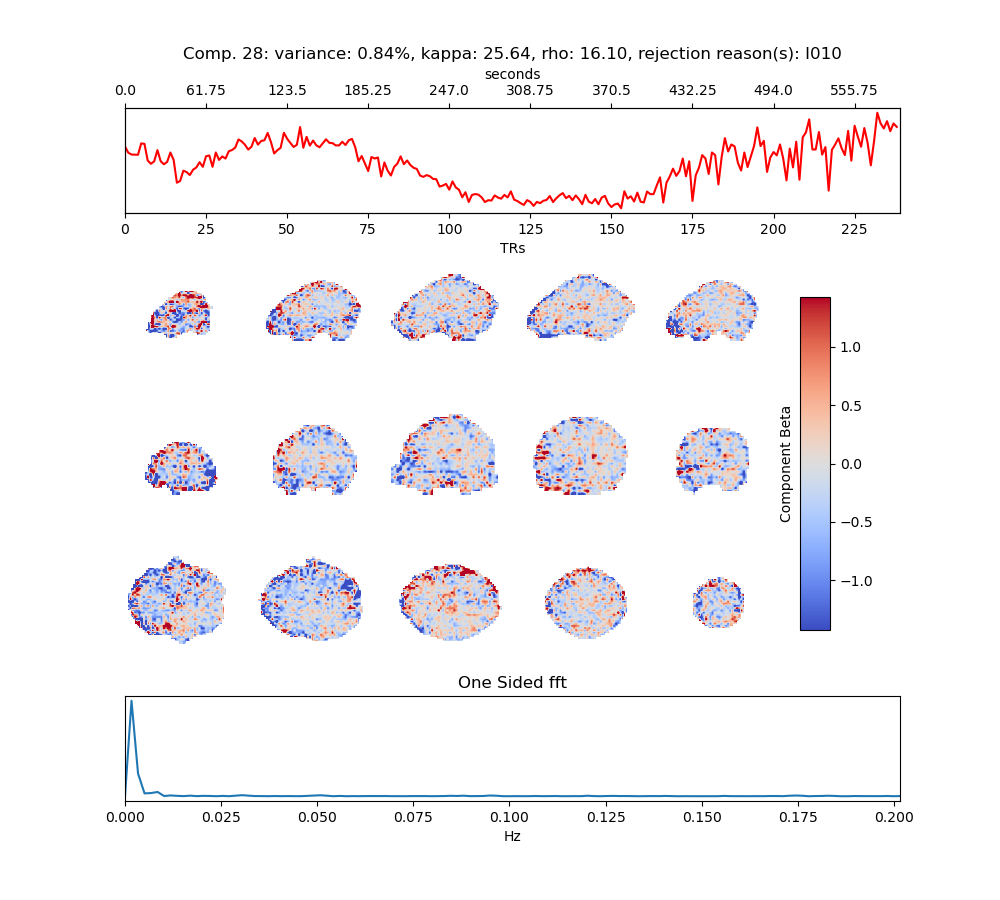 Comp. 28: variance: 0.84%, kappa: 25.64, rho: 16.10, rejection reason(s): I010
seconds
0.0 61.75 123.5 185.25 247.0 308.75 370.5 432.25 494.0 555.75
0 25 50 75 100 125 150 175 200 225
TRs
1.0
0.5
0.0
−0.5
−1.0
Component Beta
One Sided fft
0.000 0.025 0.050 0.075 0.100 0.125 0.150 0.175 0.200
Hz